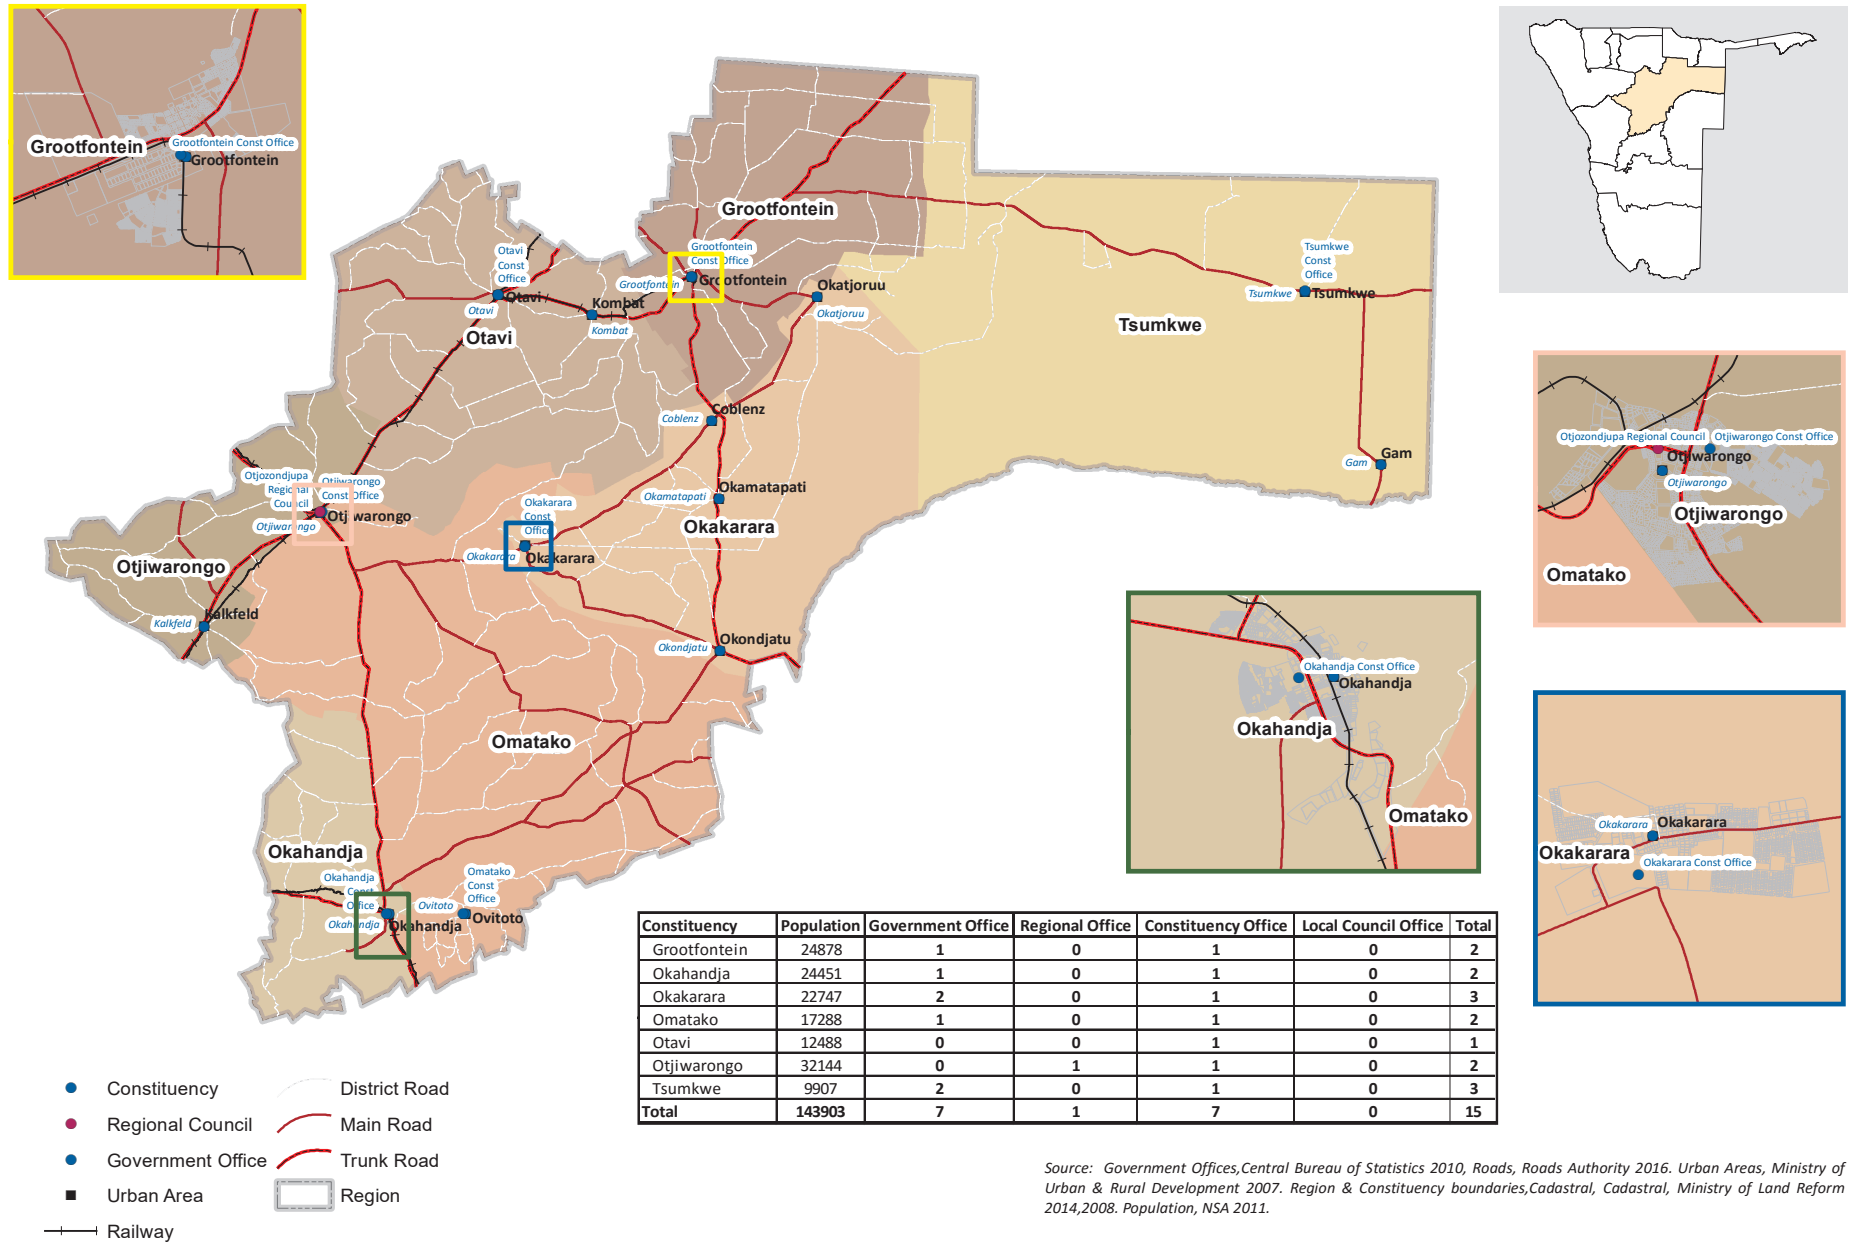 Grootfontein
Grootfontein Const Office
Grootfontein
Grootfontein
Grootfontein
Const Office
Grootfontein
Grootfontein
Otavi
Const
Office
Otavi
Otavi
Kombat
Kombat
Otavi
Okatjoruu
Okatjoruu
Tsumkwe
Const
Office
Tsumkwe
Tsumkwe
Tsumkwe
Coblenz
Coblenz
Gam
Gam
Okamatapati
Okamatapati
Okakarara
Otjozondjupa
Regional
Council
Otjiwarongo
Const Office
Otjiwarongo
Otjiwarongo
Okakarara
Const
Office
Okakarara
Okakarara
Otjiwarongo
Kalkfeld
Kalkfeld
Okondjatu
Okondjatu
Omatako
Okahandja
Okahandja
Const
Office
Okahandja
Okahandja
Omatako
Const
Office
Ovitoto
Ovitoto
Otjozondjupa Regional Council
Otjiwarongo Const Office
Otjiwarongo
Otjiwarongo
Otjiwarongo
Omatako
Okahandja Const Office
Okahandja
Okahandja
Omatako
Okakarara
Okakarara
Okakarara
Okakarara Const Office
Constituency Population Government Office Regional Office Constituency Office Local Council Office Total
Grootfontein 24878 1 0 1 0 2
Okahandja 24451 1 0 1 0 2
Okakarara 22747 2 0 1 0 3
Omatako 17288 1 0 1 0 2
Otavi 12488 0 0 1 0 1
Otjiwarongo 32144 0 1 1 0 2
Tsumkwe 9907 2 0 1 0 3
Total 143903 7 1 7 0 15
Constituency
Regional Council
Government Office
Urban Area
Railway
District Road
Main Road
Trunk Road
Region
Source: Government Offices,Central Bureau of Statistics 2010, Roads, Roads Authority 2016. Urban Areas, Ministry of
Urban & Rural Development 2007. Region & Constituency boundaries,Cadastral, Cadastral, Ministry of Land Reform
2014,2008. Population, NSA 2011.